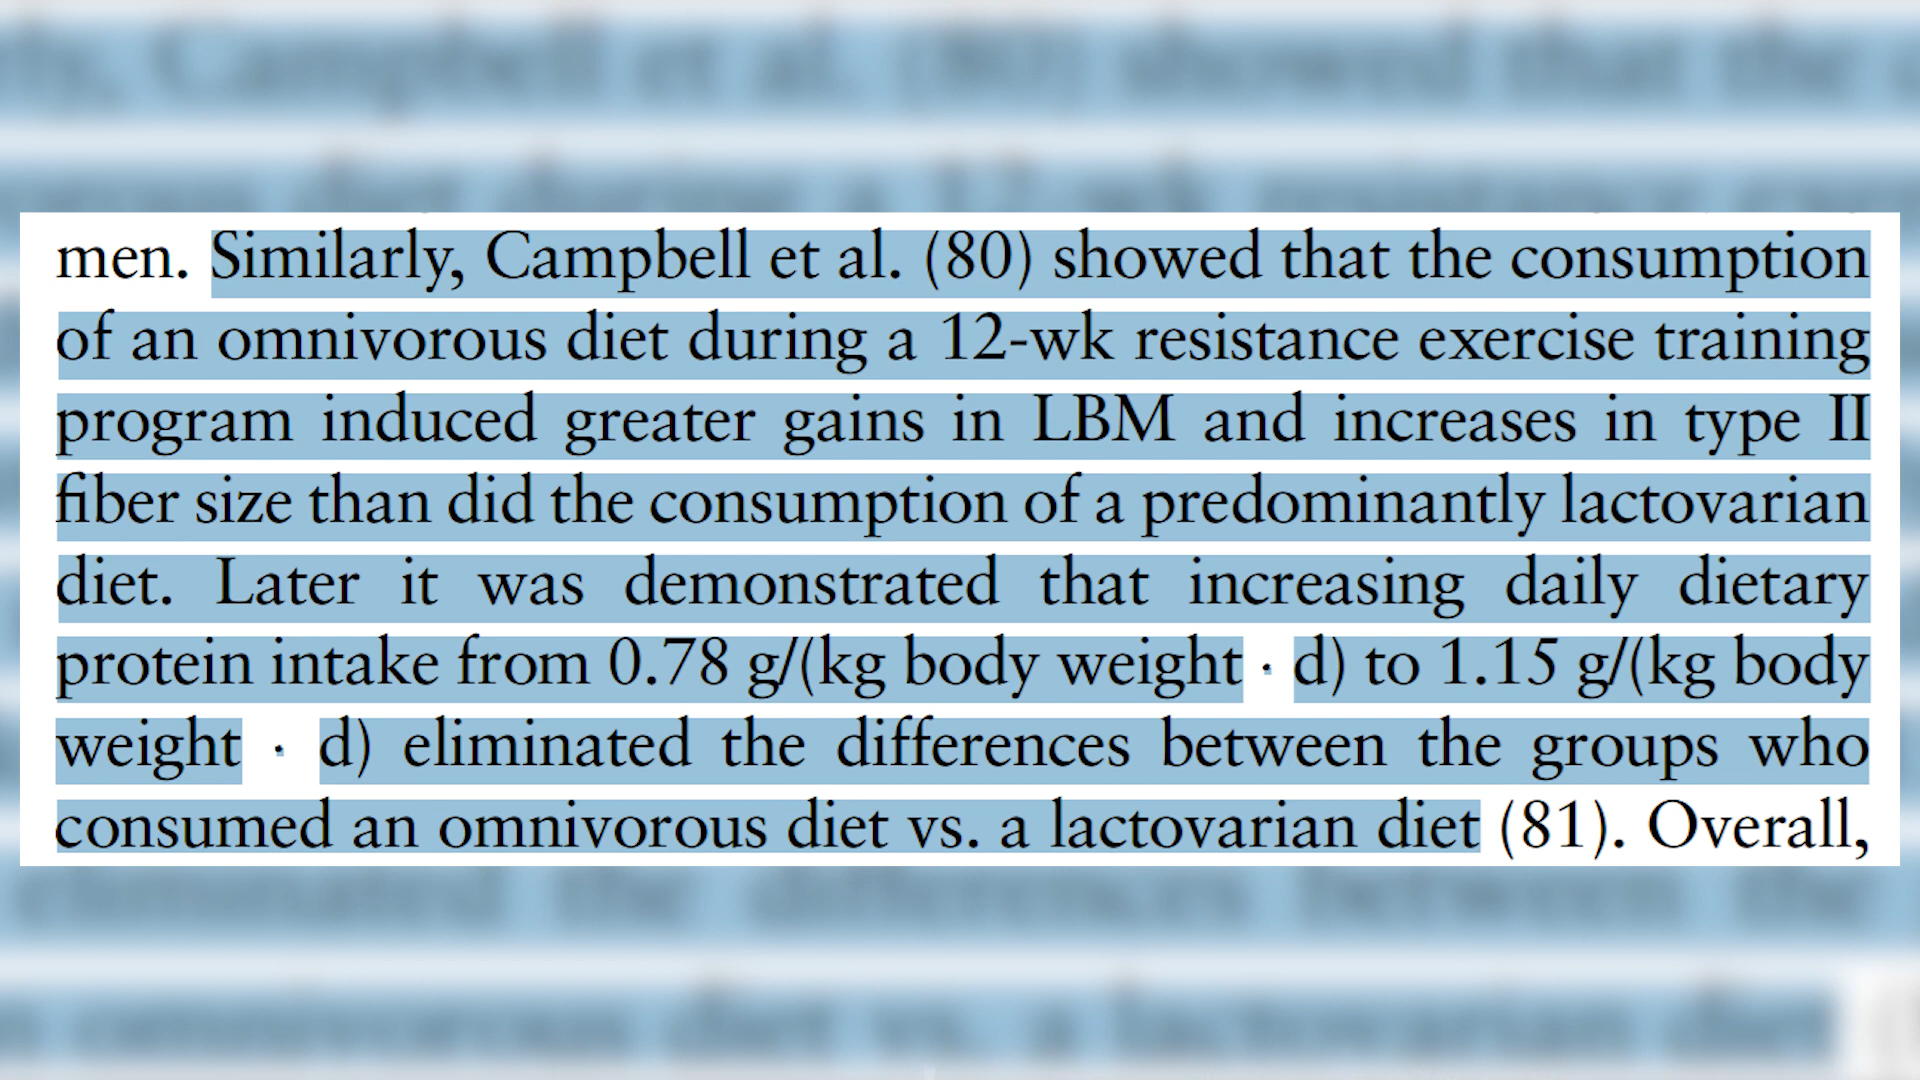 men. Similarly, Campbell et al. (80) showed that the consumption
of an omnivorous diet during a 12-wk resistance exercise training
program induced greater gains in LBM and increases in type II
fiber size than did the consumption of a predominantly lactovarian
diet. Later it was demonstrated that increasing daily dietary
protein intake from 0.78 g/(kg body weight · d) to 1.15 g/(kg body
weight · d) eliminated the differences between the groups who
consumed an omnivorous diet vs. a lactovarian diet (81). Overall,